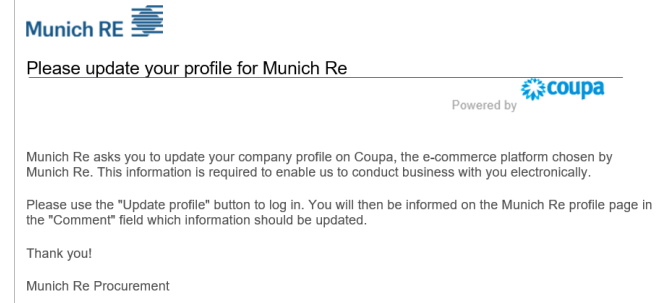 Munich RE
Please update your profile for Munich Re
Powered by coupa
Munich Re asks you to update your company profile on Coupa, the e-commerce platform chosen by
Munich Re. This information is required to enable us to conduct business with you electronically.
Please use the "Update profile" button to log in. You will then be informed on the Munich Re profile page in
the "Comment" field which information should be updated.
Thank you!
Munich Re Procurement